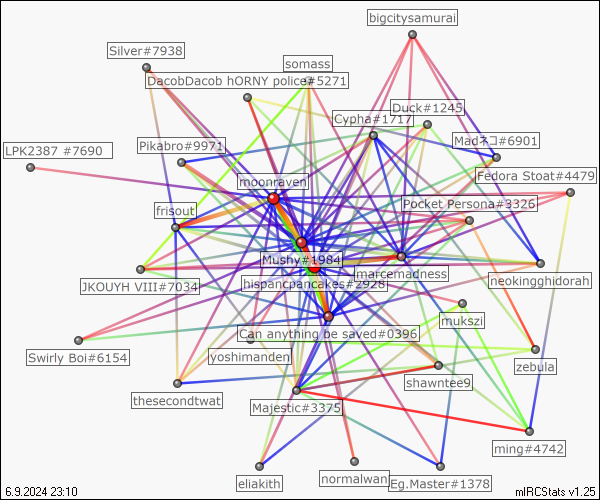 bigcitysamurai
Silver#7938
somass
DacobDacob hORNY police#5271
Duck#1245
Cypha#1717
Madネコ#6901
Pikabro#9971
LPK2387 #7690
Fedora Stoat#4479
moonraven
Pocket Persona#3326
frisout
Mushy#1984
marcernadness
JKOUYH VIII#7034
hispancpancakes#2928
neokingghidorah
mukszi
Can anything be saved#0396
Swirly Boi#6154
yoshimanden
zebula
shawntee9
thesecondtwat
Majestic#3375
ming#4742
eliakith
normalwan
Eg.Master#1378
6.9.2024 23:10
mIRCStats v1.25